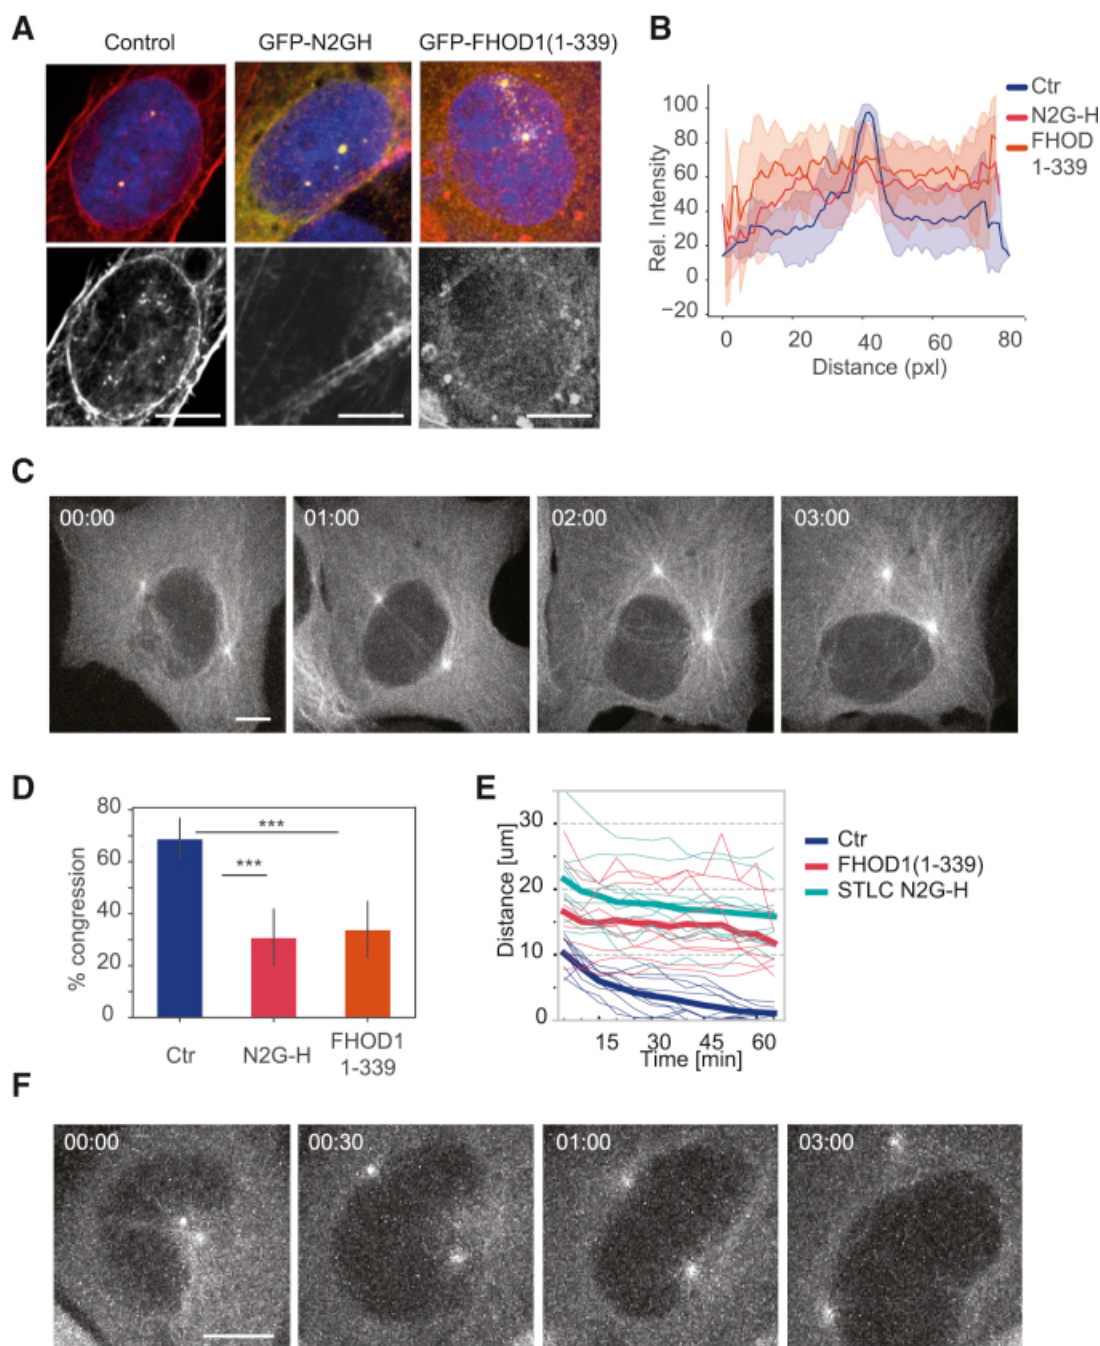 A
Control
GFP-N2GH
GFP-FHOD1(1-339)
B
Rel. Intensity
100
80
60
40
20
0
−20
0
20
40
60
80
Distance (pxl)
Ctr
N2G-H
FHOD
1-339
C
00:00
01:00
02:00
03:00
D
% congression
80
60
40
20
0
***
***
Ctr
N2G-H
FHOD1
1-339
E
Distance [um]
30
20
10
0
15
30
45
60
Time [min]
Ctr
FHOD1(1-339)
STLC N2G-H
F
00:00
00:30
01:00
03:00